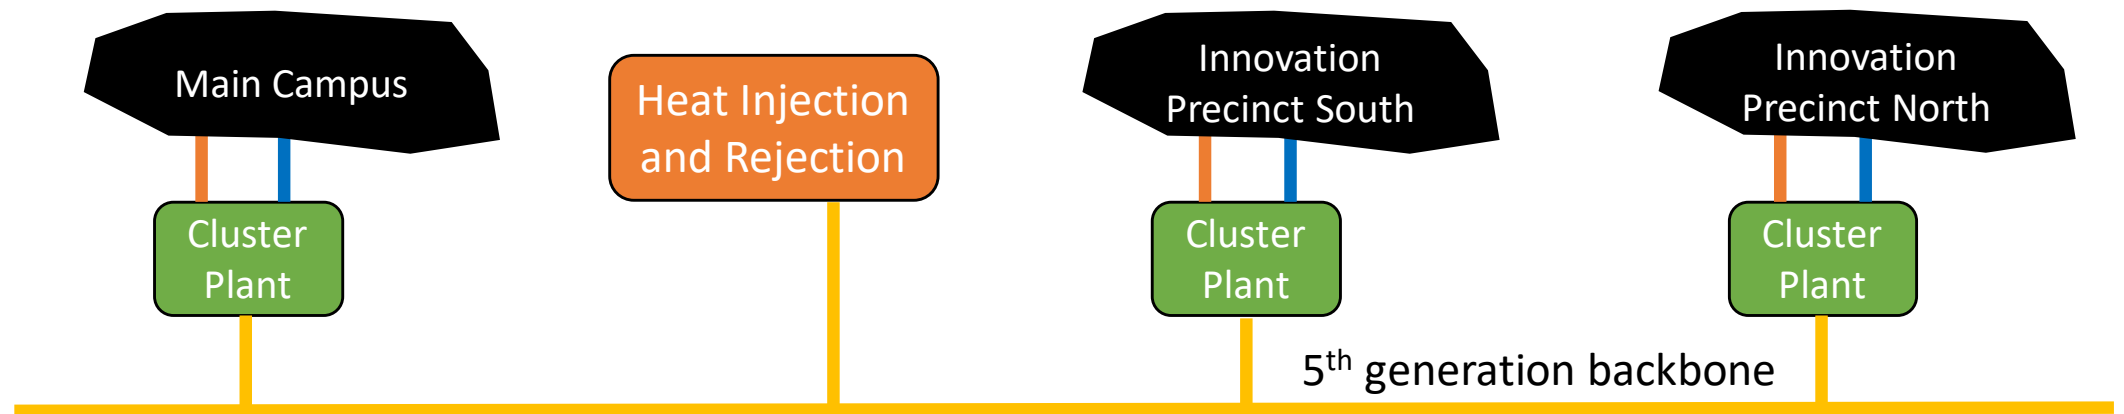 Main Campus
Heat Injection
and Rejection
Innovation
Precinct South
Innovation
Precinct North
Cluster
Plant
Cluster
Plant
Cluster
Plant
5th generation backbone